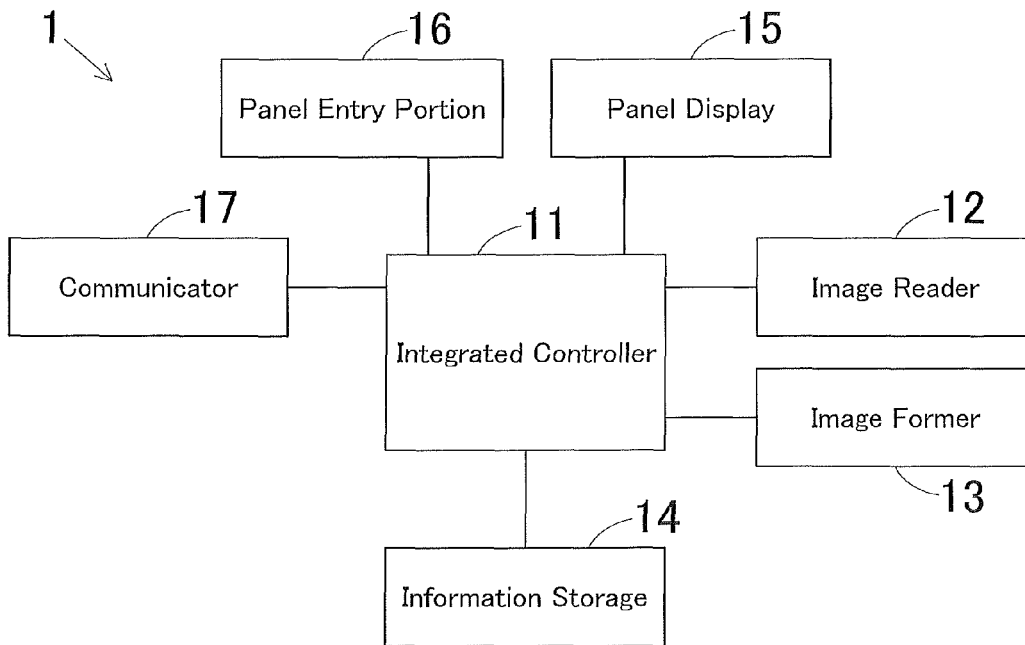 1
16
15
Panel Entry Portion
Panel Display
17
11
12
Communicator
Image Reader
Integrated Controller
Image Former
13
14
Information Storage